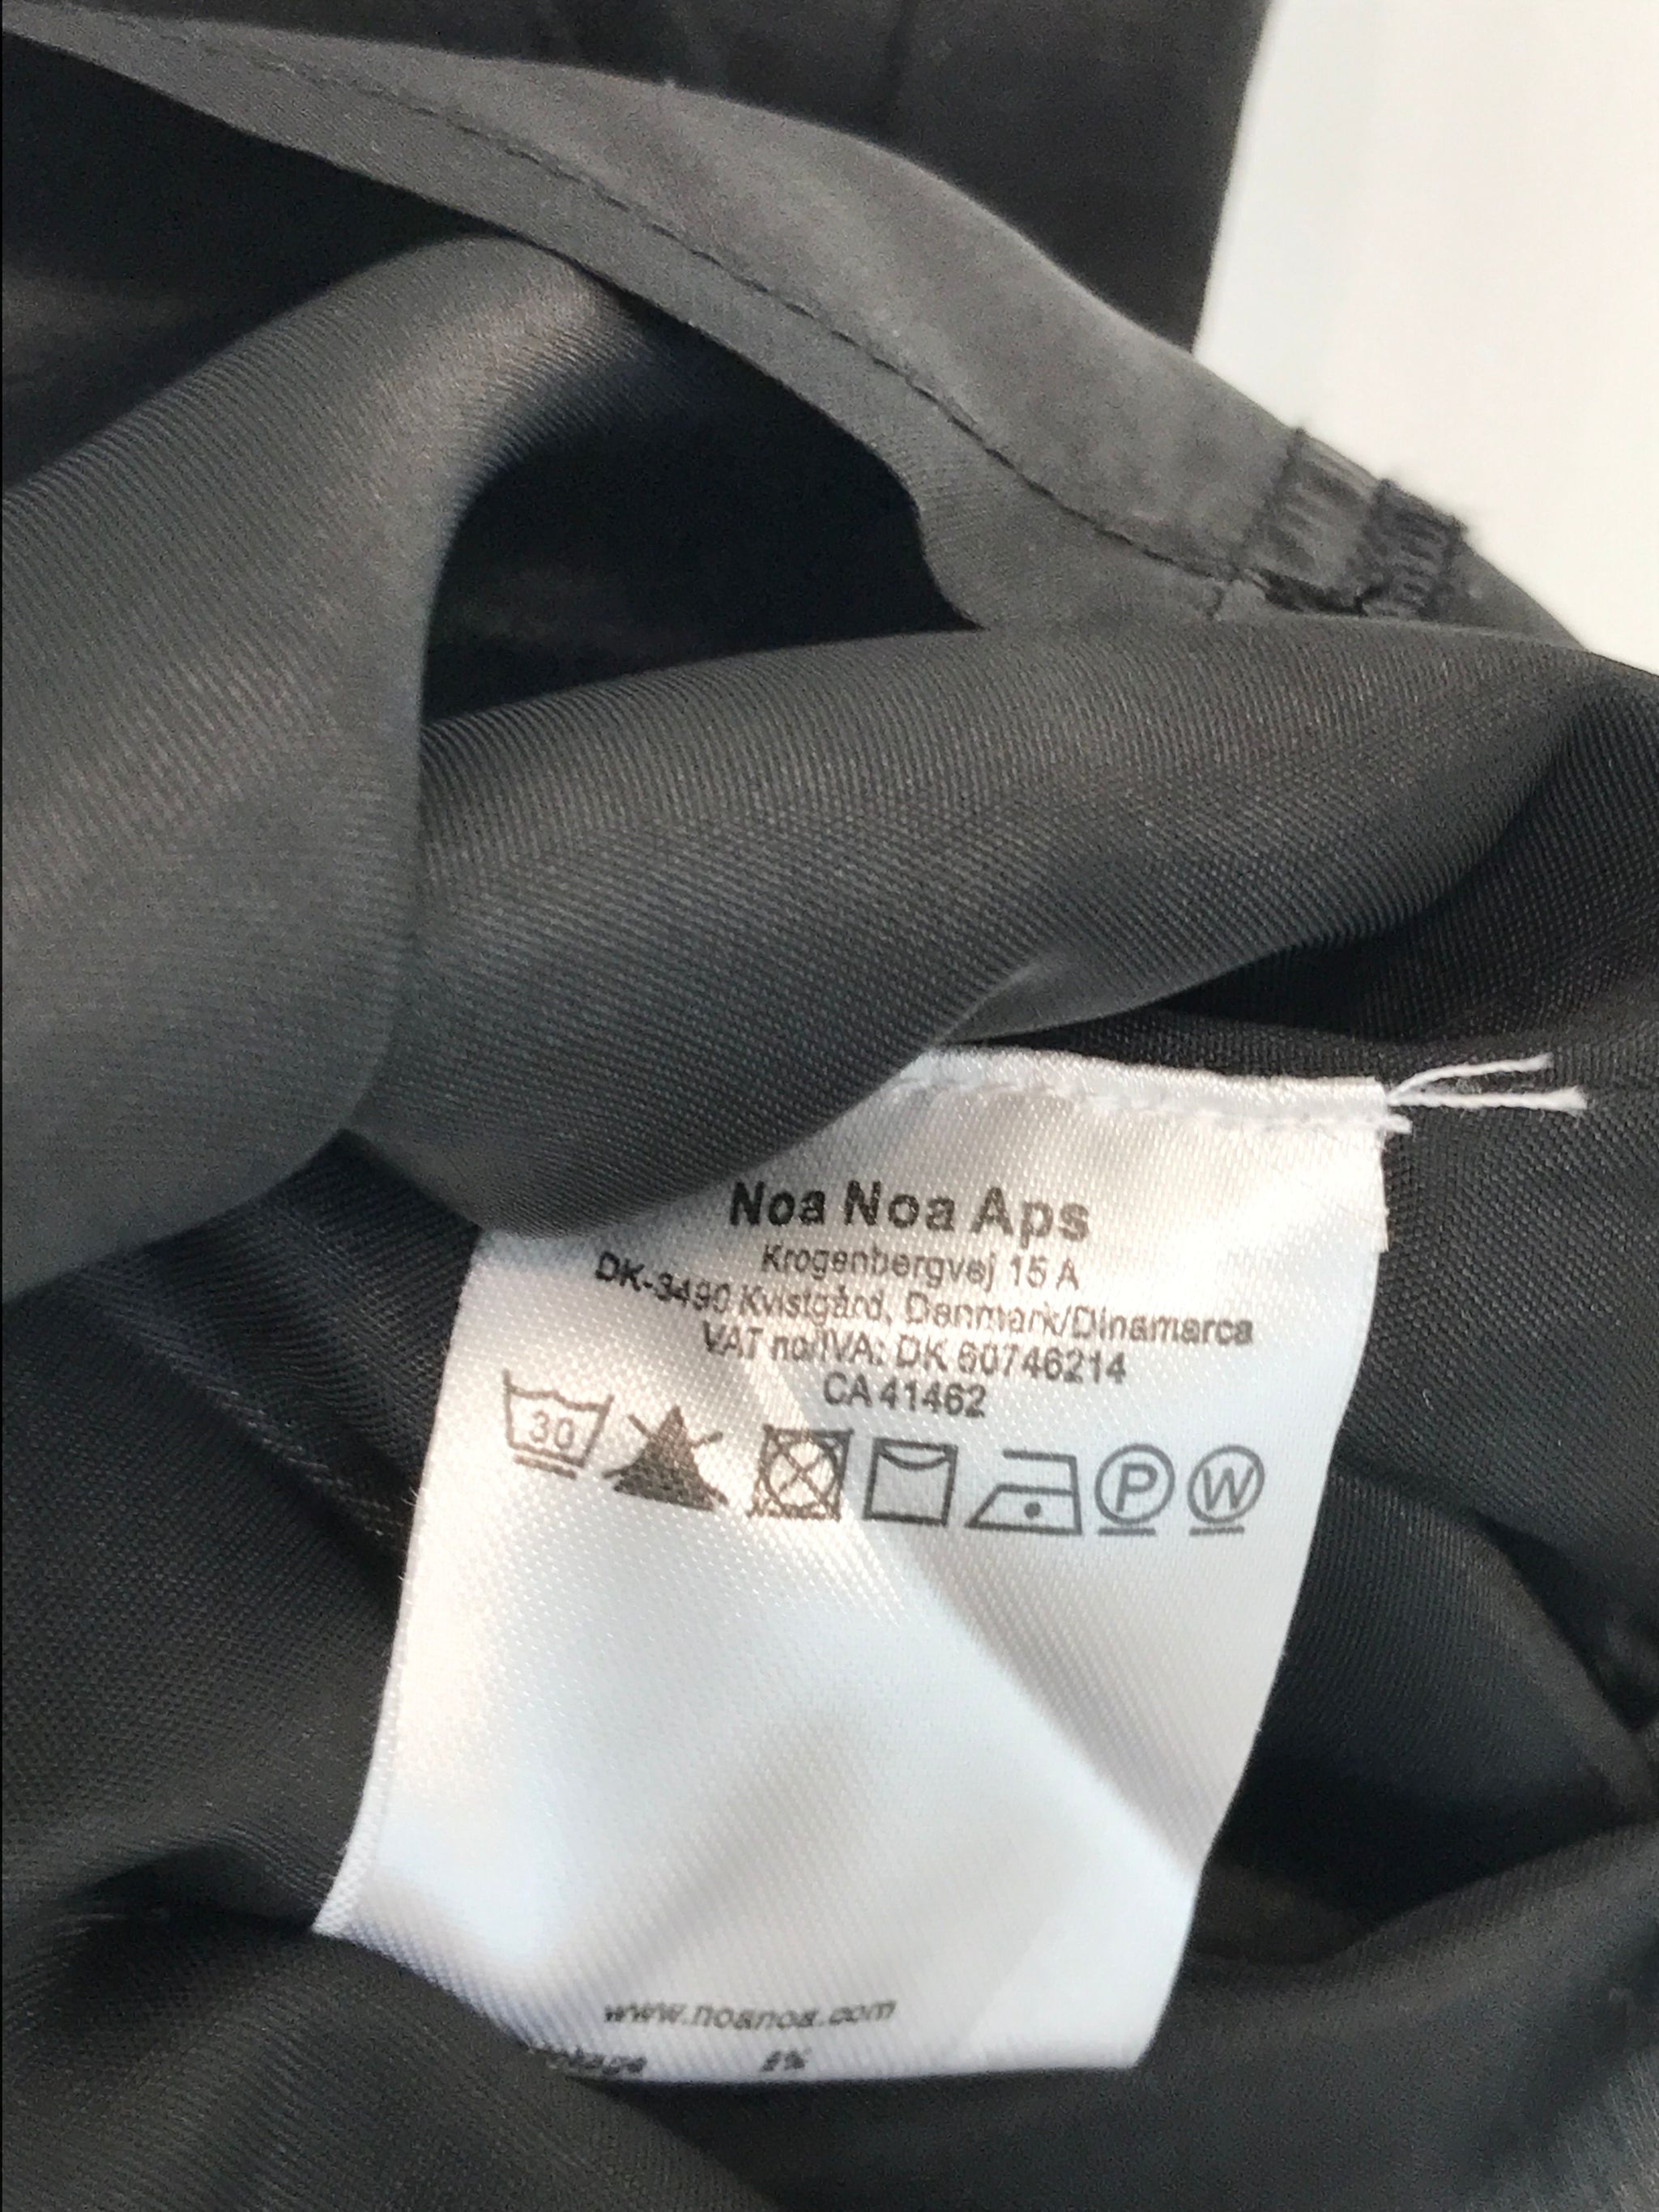 Noa Noa Aps
Krogenbergvej 15 A
DK-3490 Kvistgård, Denmark/Dinamarca
VAT no/IVA: DK 60746214
CA 41462
30
P
W
www.noanoa.com